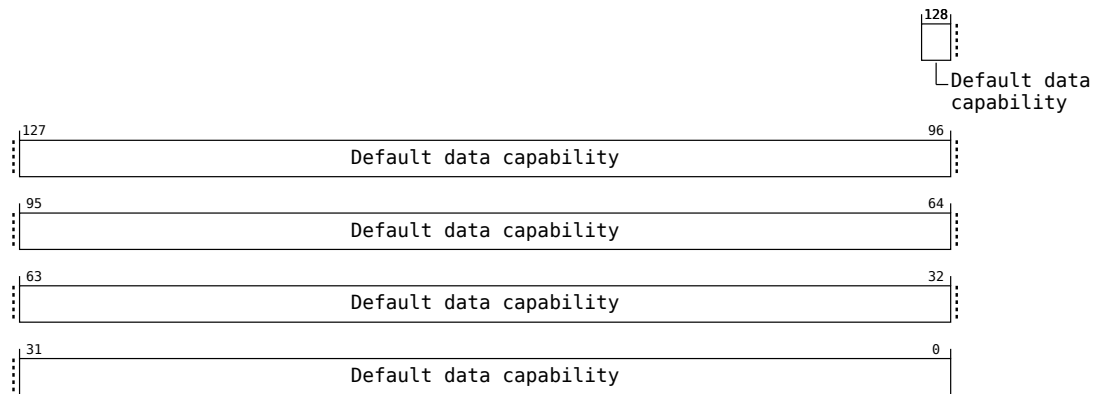 128
Default data
capability
127 96
Default data capability
95 64
Default data capability
63 32
Default data capability
31 0
Default data capability